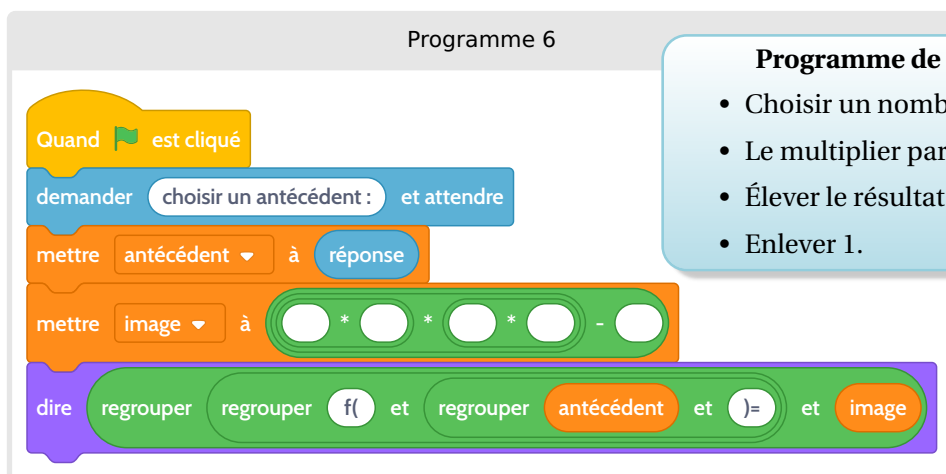 Programme 6
Programme de
• Choisir un nomb
• Le multiplier par
• Élever le résultat
• Enlever 1.
Quand est cliqué
demander choisir un antécédent : et attendre
mettre antécédent à réponse
mettre image à * * * -
dire regrouper regrouper f( et regrouper antécédent et )= et image